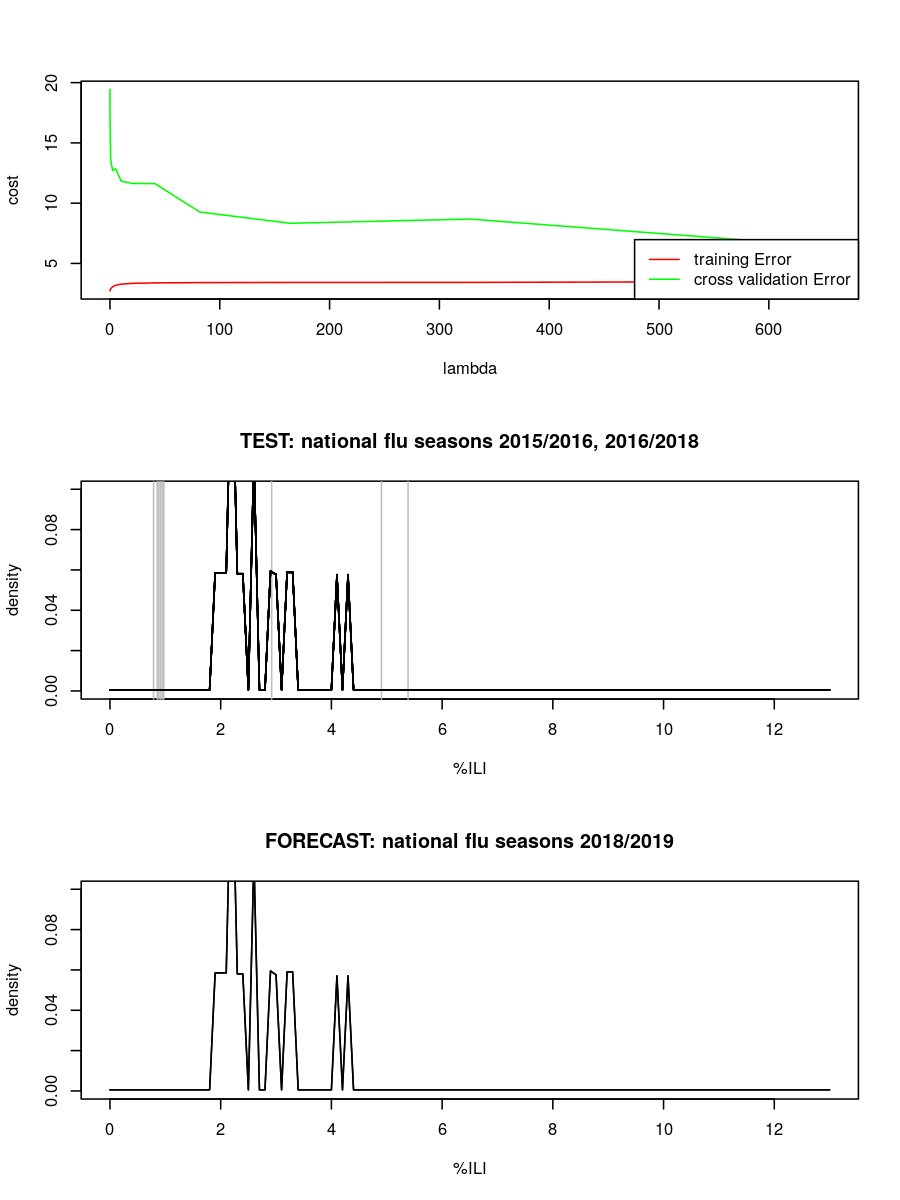 20
15
10
5
cost
training Error
cross validation Error
0 100 200 300 400 500 600
lambda
TEST: national flu seasons 2015/2016, 2016/2018
0.08
0.04
0.00
density
0 2 4 6 8 10 12
%ILI
FORECAST: national flu seasons 2018/2019
0.08
0.04
0.00
density
0 2 4 6 8 10 12
%ILI